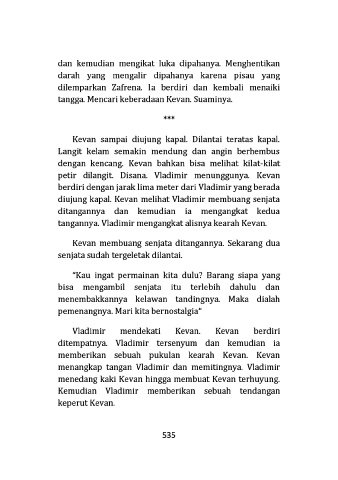 dan kemudian mengikat luka dipahanya. Menghentikan
darah yang mengalir dipahanya karena pisau yang
dilemparkan Zafrena. Ia berdiri dan kembali menaiki
tangga. Mencari keberadaan Kevan. Suaminya.
***
Kevan sampai diujung kapal. Dilantai teratas kapal.
Langit kelam semakin mendung dan angin berhembus
dengan kencang. Kevan bahkan bisa melihat kilat-kilat
petir dilangit. Disana. Vladimir menunggunya. Kevan
berdiri dengan jarak lima meter dari Vladimir yang berada
diujung kapal. Kevan melihat Vladimir membuang senjata
ditangannya dan kemudian ia mengangkat kedua
tangannya. Vladimir mengangkat alisnya kearah Kevan.
Kevan membuang senjata ditangannya. Sekarang dua
senjata sudah tergeletak dilantai.
"Kau ingat permainan kita dulu? Barang siapa yang
bisa mengambil senjata itu terlebih dahulu dan
menembakkannya kelawan tandingnya. Maka dialah
pemenangnya. Mari kita bernostalgia"
Vladimir mendekati Kevan. Kevan berdiri
ditempatnya. Vladimir tersenyum dan kemudian ia
memberikan sebuah pukulan kearah Kevan. Kevan
menangkap tangan Vladimir dan memitingnya. Vladimir
menedang kaki Kevan hingga membuat Kevan terhuyung.
Kemudian Vladimir memberikan sebuah tendangan
keperut Kevan.
535